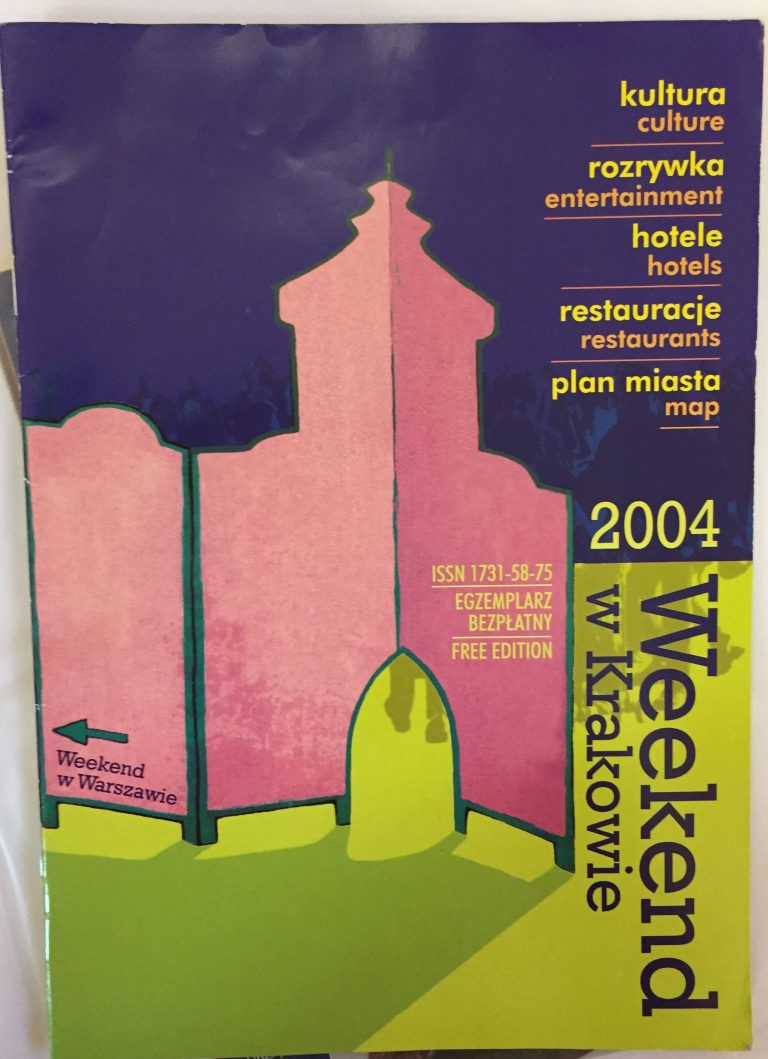 kultura
culture
rozrywka
entertainment
hotele
hotels
restauracje
restaurants
plan miasta
map
2004
Weekend
w Krakowie
ISSN 1731-58-75
EGZEMPLARZ
BEZPŁATNY
FREE EDITION
Weekend
w Warszawie